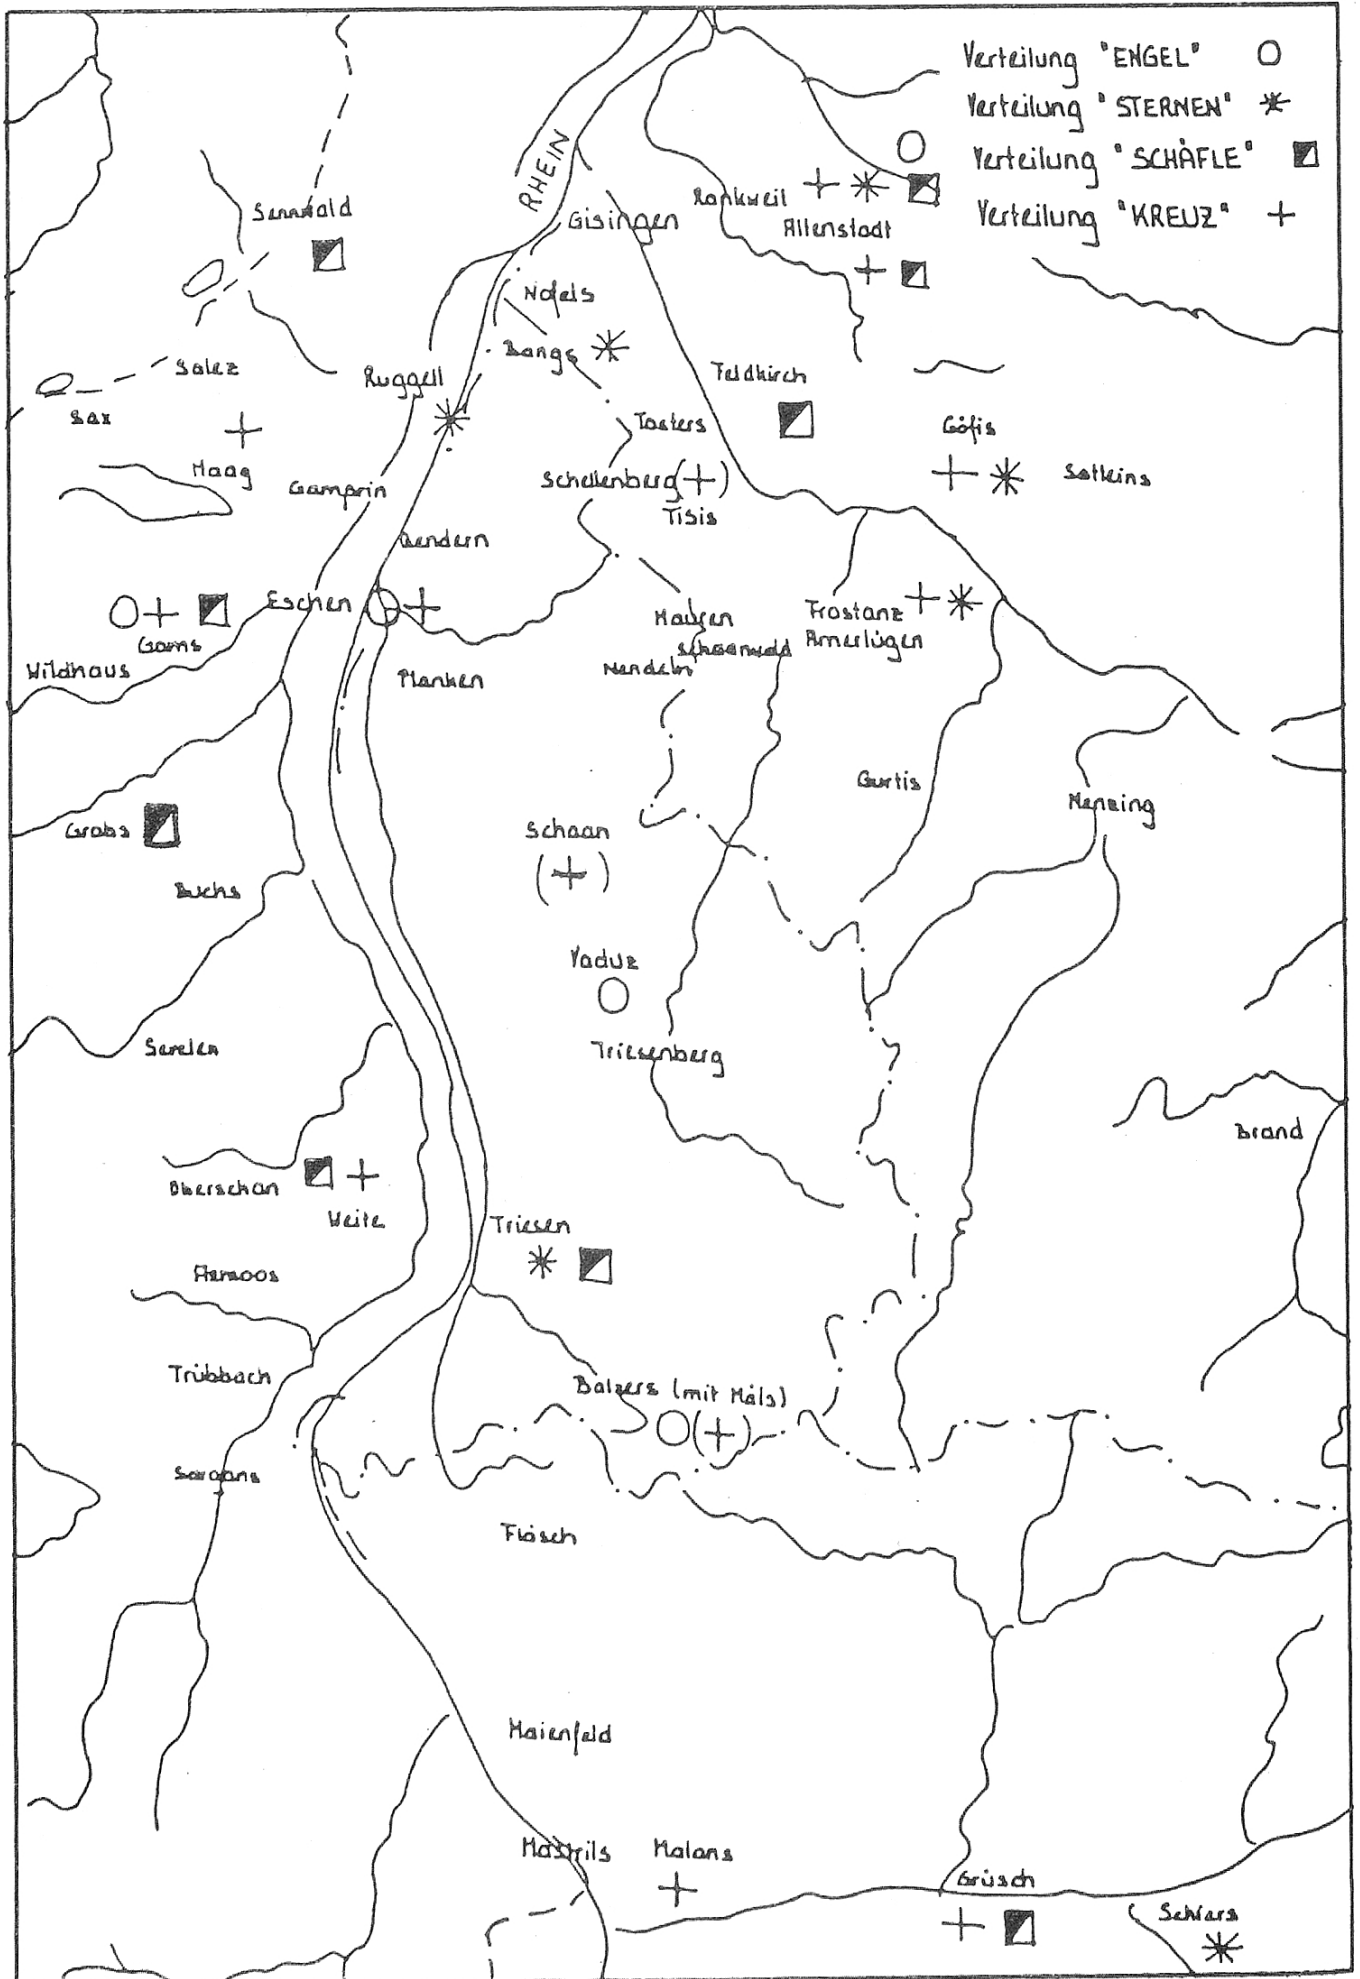 Verteilung "ENGEL"
Verteilung "STERNEN"
Verteilung "SCHÄFLE"
Verteilung "KREUZ"
RHEIN
Sennwald
Gisingen
Rankweil
Altenstadt
Nofels
Bangs
Salez
Sax
Ruggell
Feldkirch
Tosters
Göfis
Haag
Gamprin
Schellenberg
Satteins
Tisis
Bendern
Eschen
Gams
Wildhaus
Mauren
Schaanwald
Nendeln
Frastanz
Amerlügen
Planken
Gurtis
Nenzing
Grabs
Schaan
Buchs
Vaduz
Sevelen
Triesenberg
Brand
Oberschan
Weite
Triesen
Azmoos
Trübbach
Balzers (mit Mäls)
Sargans
Fläsch
Maienfeld
Mastrils
Malans
Grüsch
Schiers